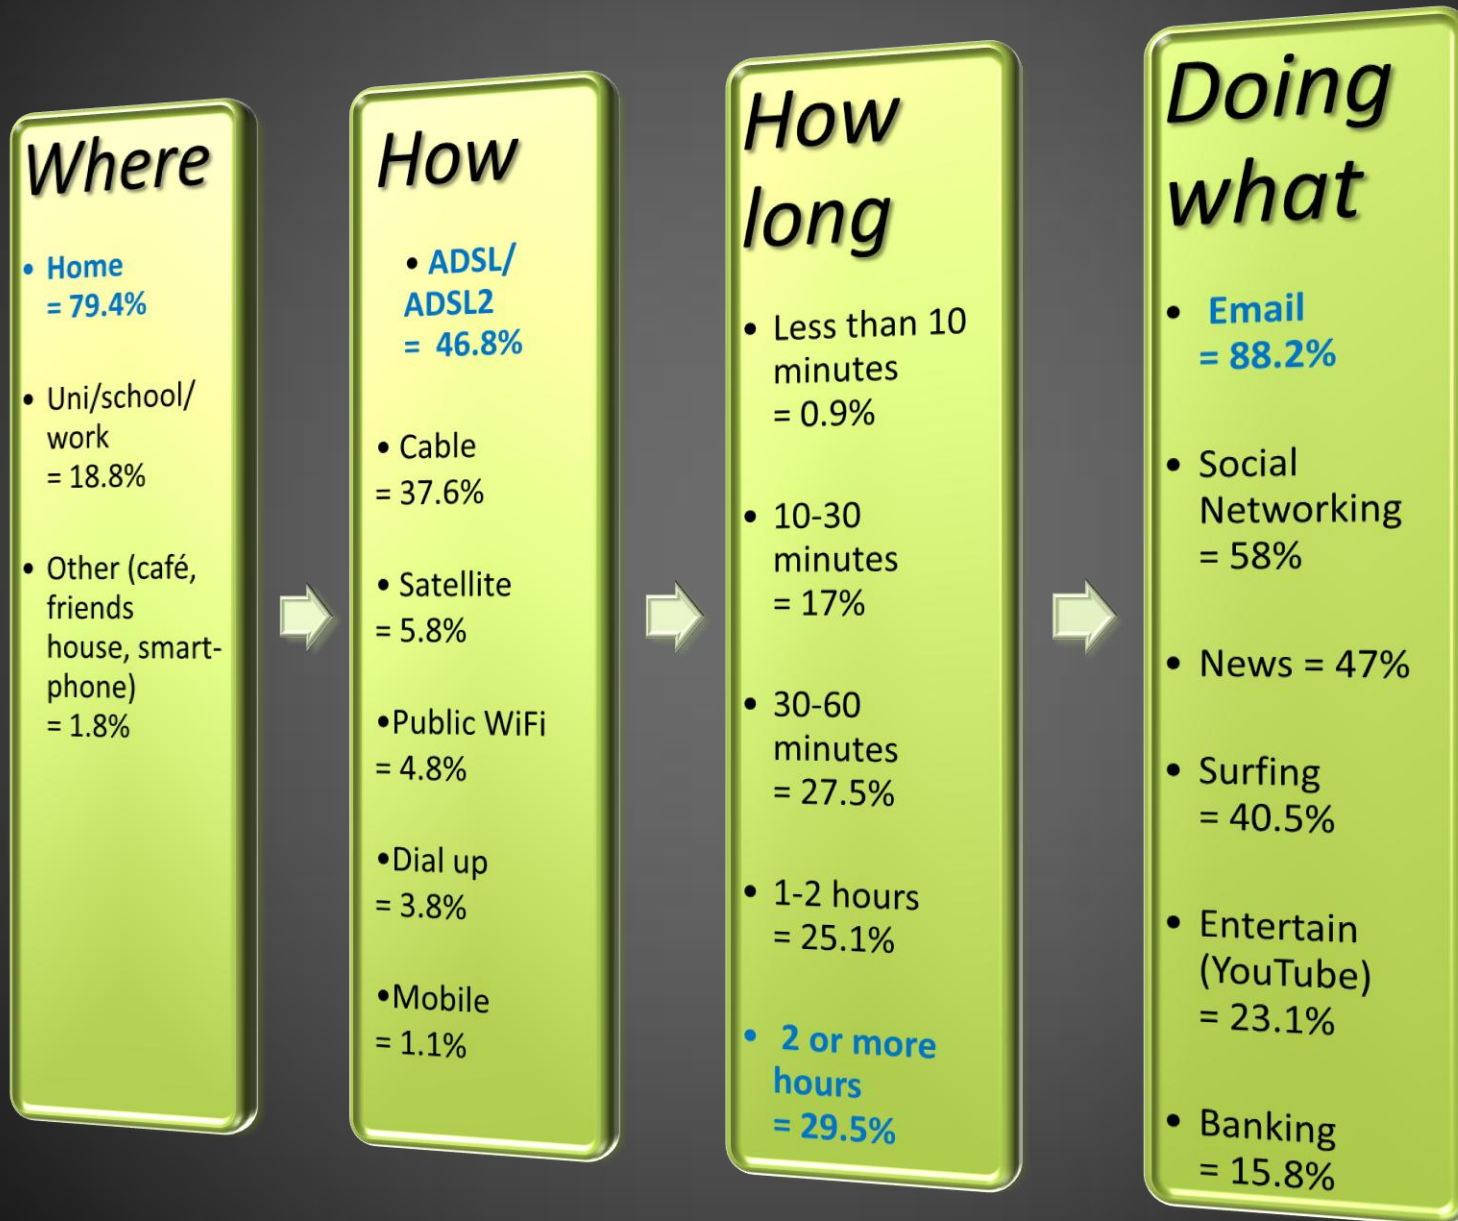 Where
• Home
= 79.4%
• Uni/school/
work
= 18.8%
• Other (café,
friends
house, smart-
phone)
= 1.8%
How
• ADSL/
ADSL2
= 46.8%
• Cable
= 37.6%
• Satellite
= 5.8%
•Public WiFi
= 4.8%
•Dial up
= 3.8%
•Mobile
= 1.1%
How
long
• Less than 10
minutes
= 0.9%
• 10-30
minutes
= 17%
• 30-60
minutes
= 27.5%
• 1-2 hours
= 25.1%
• 2 or more
hours
= 29.5%
Doing
what
• Email
= 88.2%
• Social
Networking
= 58%
• News = 47%
• Surfing
= 40.5%
• Entertain
(YouTube)
= 23.1%
• Banking
= 15.8%